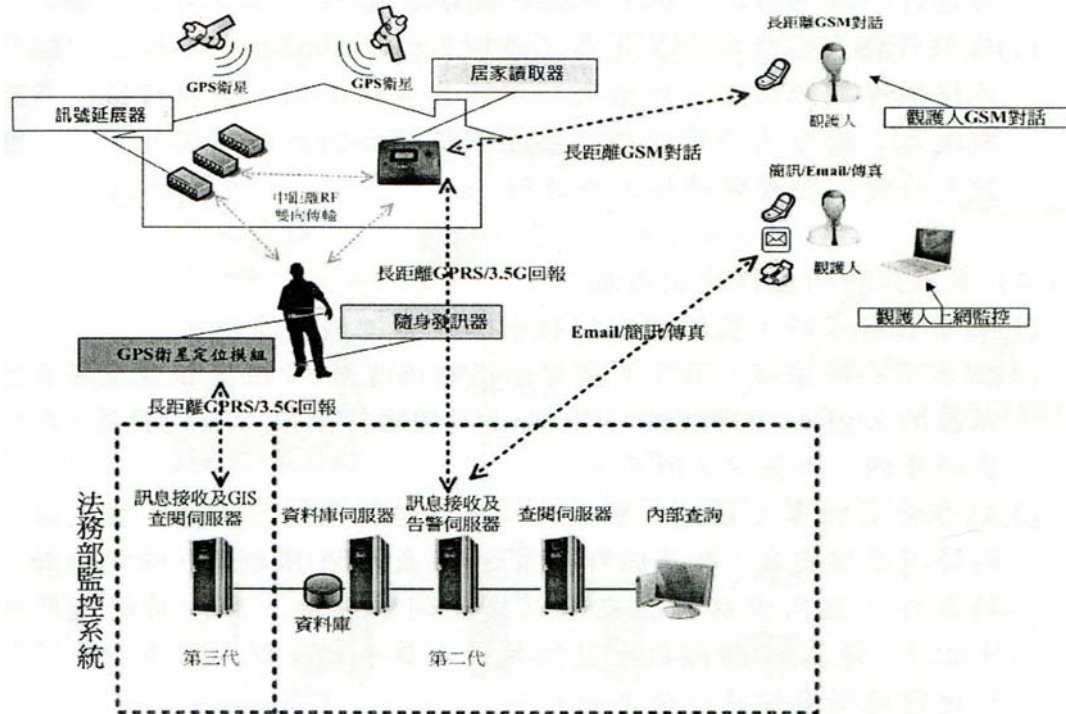 長距離GSM對話
GPS衛星
GPS衛星
居家讀取器
訊號延展器
觀護人
觀護人GSM對話
長距離GSM對話
中距離RF
雙向傳輸
簡訊/Email/傳真
觀護人
長距離GPRS/3.5G回報
觀護人上網監控
隨身發訊器
Email/簡訊/傳真
GPS衛星定位模組
長距離GPRS/3.5G回報
法務部監控系統
訊息接收及GIS
查閱伺服器
資料庫伺服器
訊息接收及
告警伺服器
查閱伺服器
內部查詢
資料庫
第三代
第二代